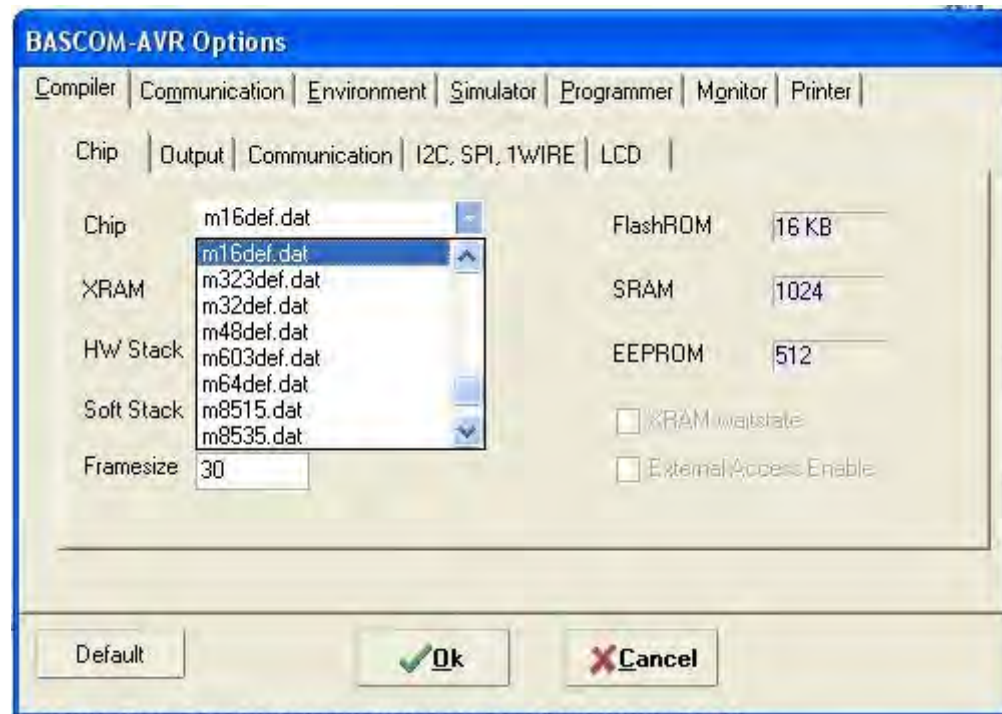 BASCOM-AVR Options
Compiler Communication Environment Simulator Programmer Monitor Printer
Chip Output Communication I2C, SPI, 1WIRE LCD
Chip m16def.dat FlashROM 16 KB
m16def.dat
m323def.dat
XRAM SRAM 1024
m32def.dat
m48def.dat
HW Stack EEPROM 512
m603def.dat
m64def.dat
Soft Stack m8515.dat XRAM waitstate
m8535.dat
Framesize 30 External Access Enable
Default Ok Cancel